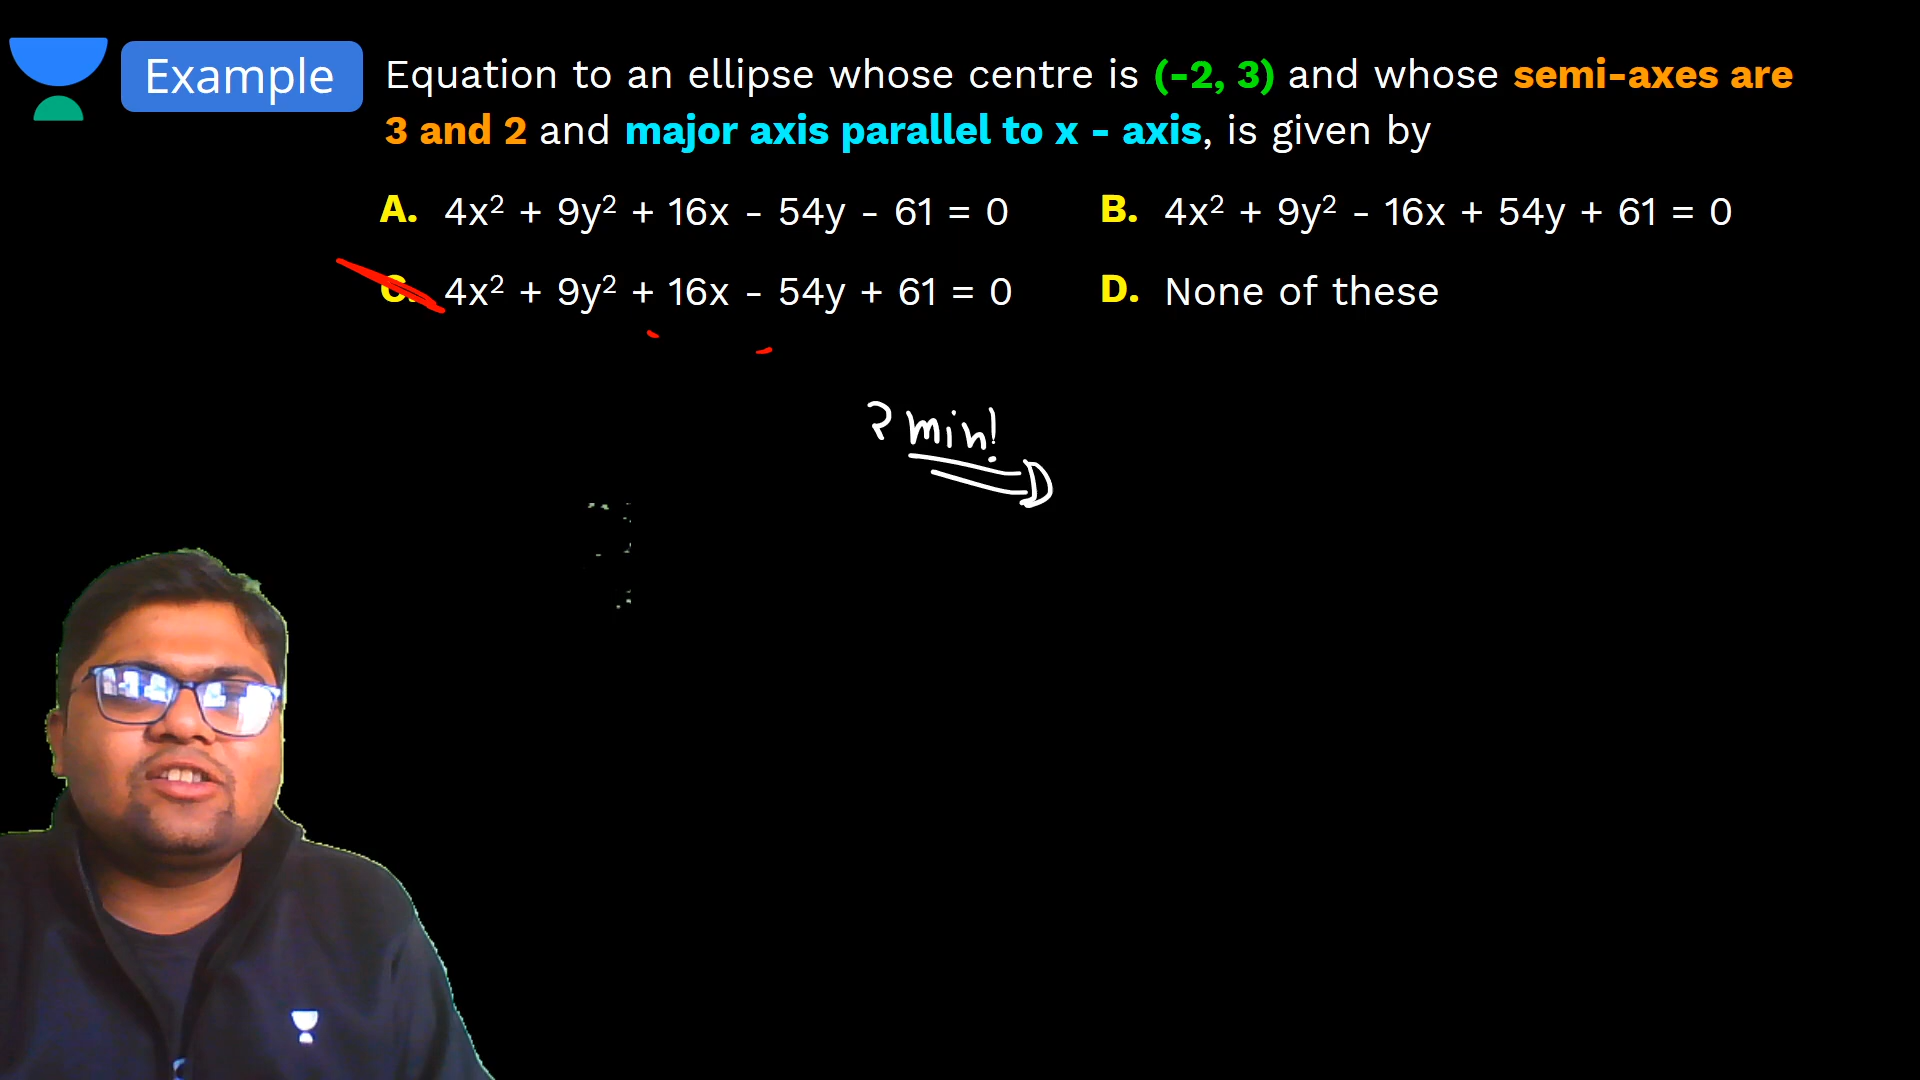 Example
Equation to an ellipse whose centre is (-2, 3) and whose semi-axes are
3 and 2 and major axis parallel to x - axis, is given by
A. 4x² + 9y² + 16x - 54y - 61 = 0
B. 4x² + 9y² - 16x + 54y + 61 = 0
C. 4x² + 9y² + 16x - 54y + 61 = 0
D. None of these
2 min!